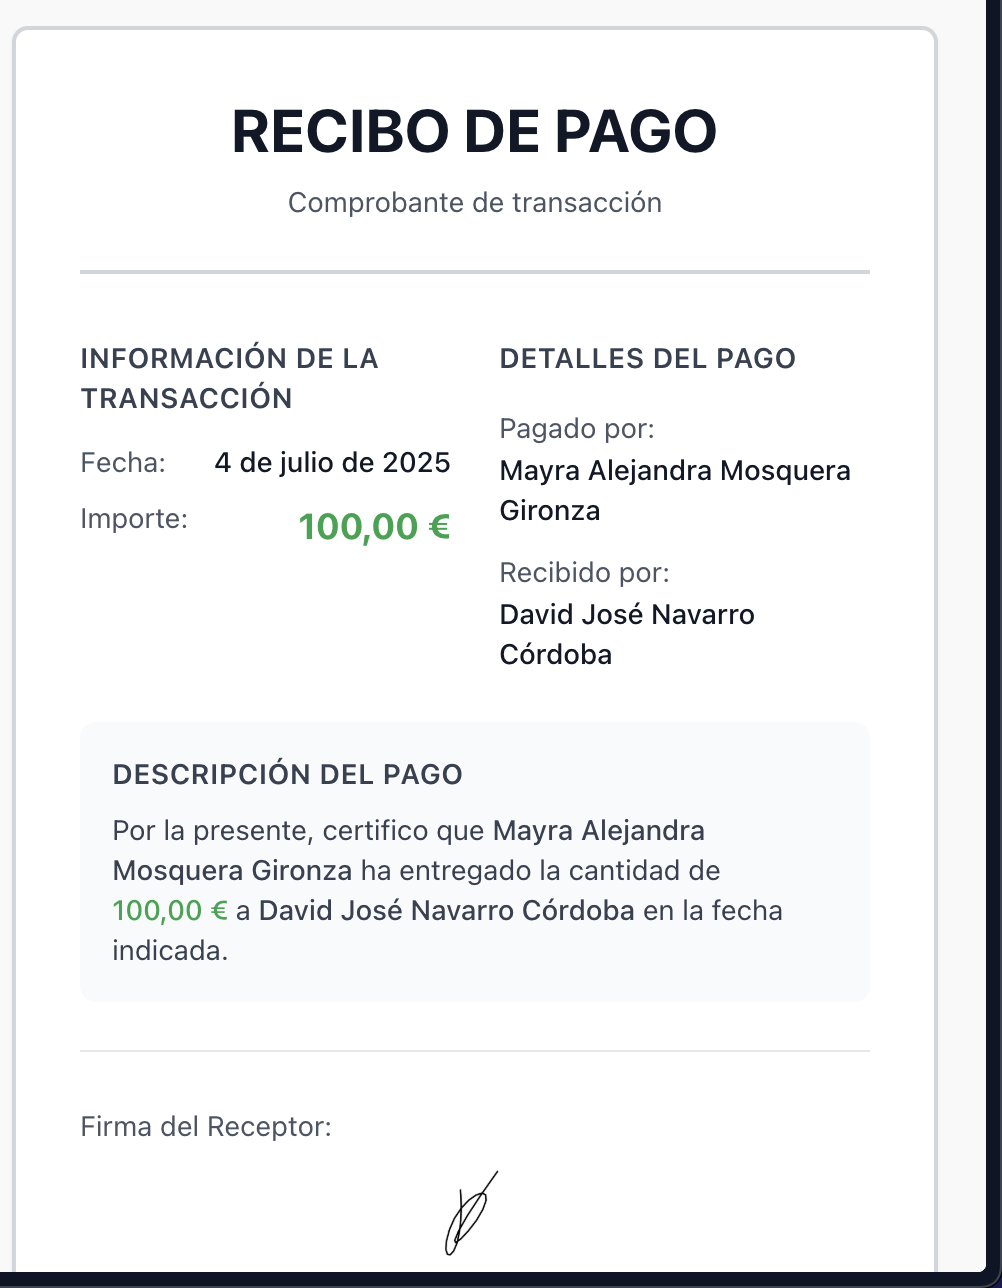 RECIBO DE PAGO
Comprobante de transacción
INFORMACIÓN DE LA
TRANSACCIÓN
Fecha: 4 de julio de 2025
Importe: 100,00 €
DETALLES DEL PAGO
Pagado por:
Mayra Alejandra Mosquera
Gironza
Recibido por:
David José Navarro
Córdoba
DESCRIPCIÓN DEL PAGO
Por la presente, certifico que Mayra Alejandra
Mosquera Gironza ha entregado la cantidad de
100,00 € a David José Navarro Córdoba en la fecha
indicada.
Firma del Receptor: